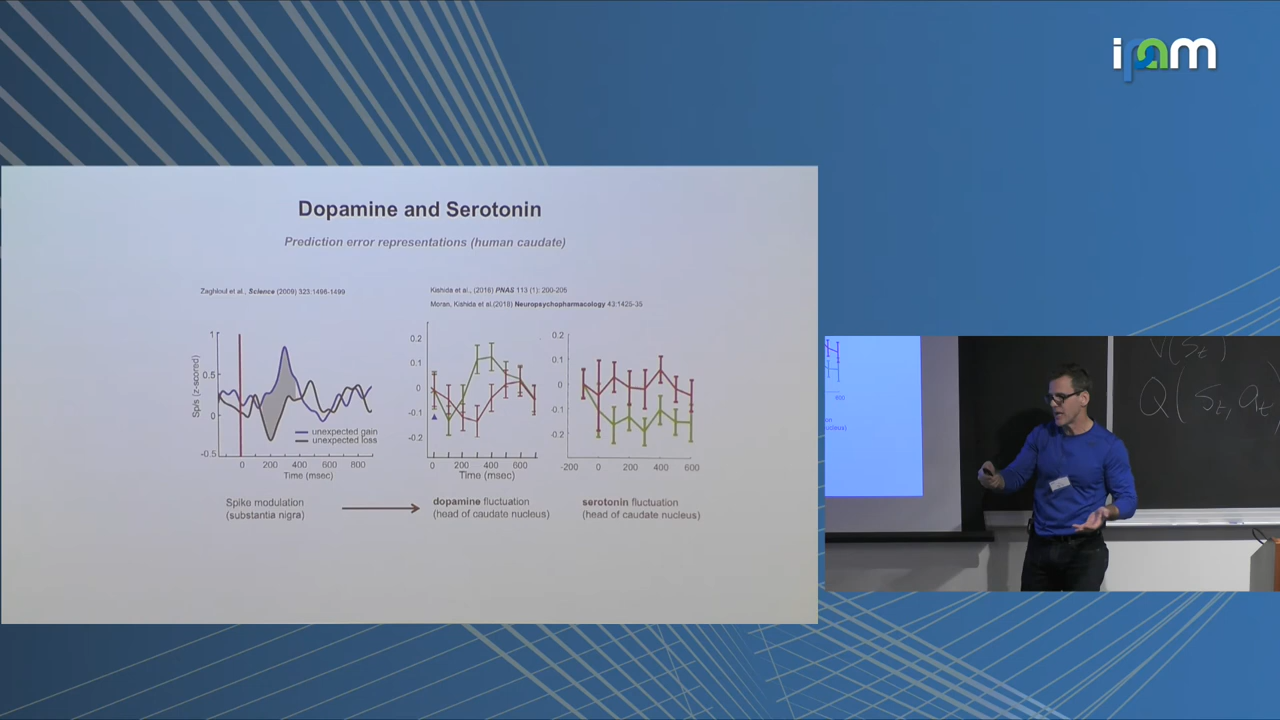 ipam
Dopamine and Serotonin
Prediction error representations (human caudate)
Zaghloul et al., Science (2009) 323:1496-1499
Kishida et al., (2016) PNAS 113 (1): 200-205
Moran, Kishida et al.(2018) Neuropsychopharmacology 43:1425-35
Sp/s (z-scored)
1
0.5
0
-0.5
unexpected gain
unexpected loss
0 200 400 600 800
Time (msec)
0.2
0.1
0
-0.1
-0.2
0 200 400 600
Time (msec)
0.2
0.1
0
-0.1
-0.2
-200 0 200 400 600
Spike modulation
(substantia nigra)
dopamine fluctuation
(head of caudate nucleus)
serotonin fluctuation
(head of caudate nucleus)
600
V(St)
Q(St, at